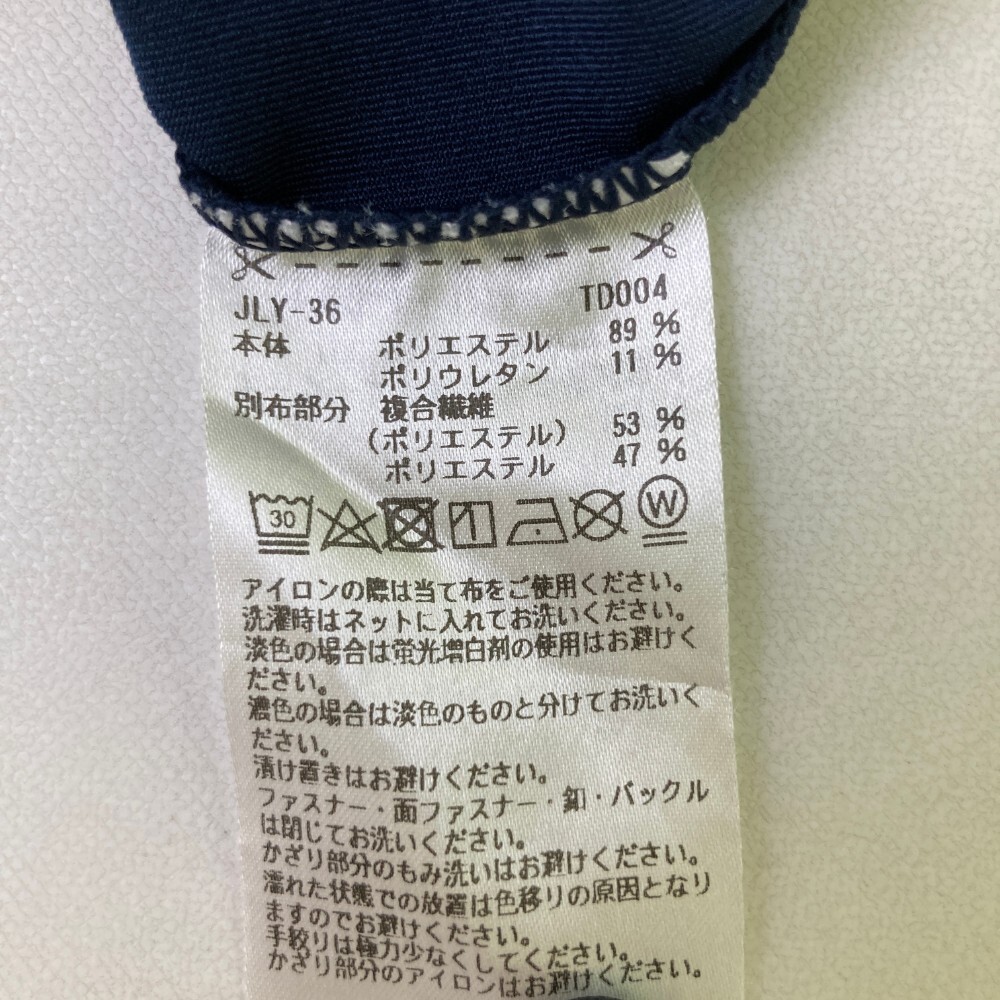 JLY-36 TD004
本体 ポリエステル 89 %
ポリウレタン 11 %
別布部分 複合繊維
(ポリエステル) 53 %
ポリエステル 47 %
30 W
アイロンの際は当て布をご使用ください。
洗濯時はネットに入れてお洗いください。
淡色の場合は蛍光増白剤の使用はお避けく
ださい。
濃色の場合は淡色のものと分けてお洗いく
ださい。
漬け置きはお避けください。
ファスナー・面ファスナー・釦・バックル
は閉じてお洗いください。
かざり部分のもみ洗いはお避けください。
濡れた状態での放置は色移りの原因となり
ますのでお避けください。
手絞りは極力少なくしてください。
かざり部分のアイロンはお避けください。